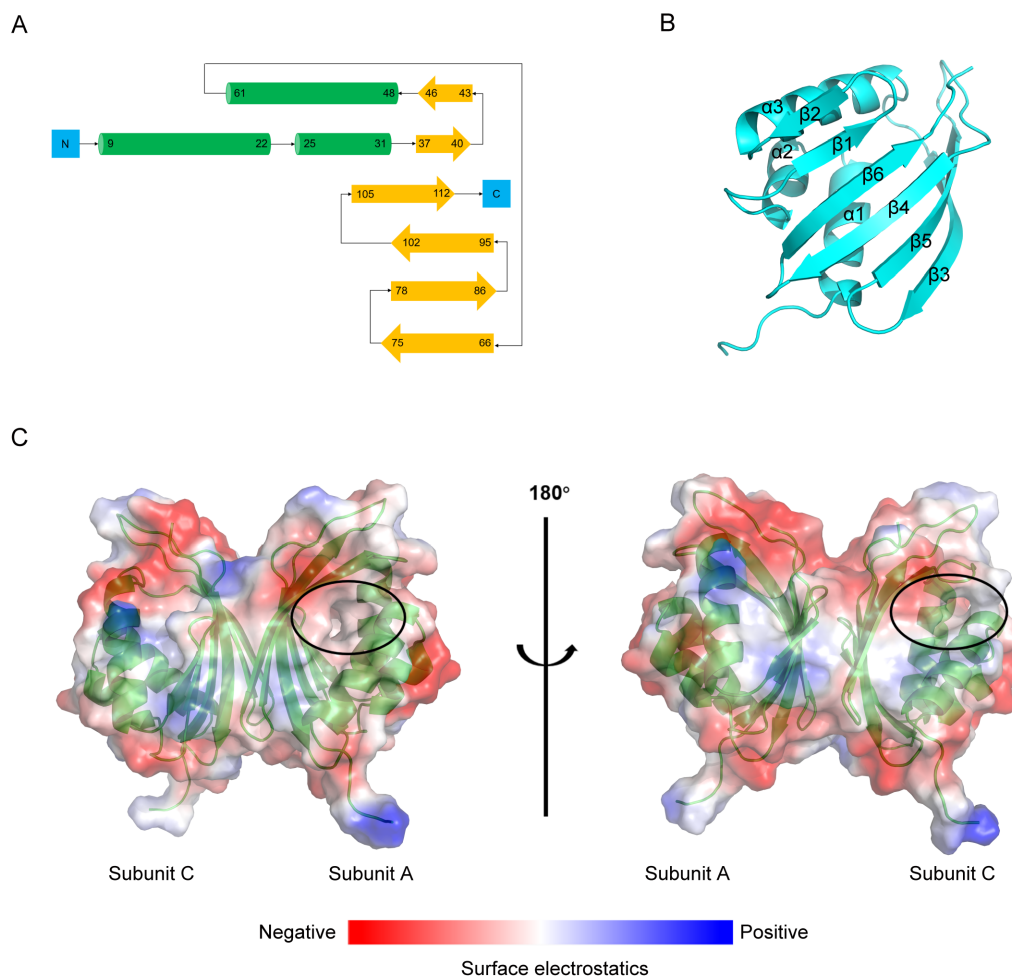 A
B
61 48 46 43
N 9 22 25 31 37 40
105 112 C
102 95
78 86
75 66
α3 β2
α2 β1
β6
α1 β4
β5
β3
C
180°
Subunit C Subunit A Subunit A Subunit C
Negative Positive
Surface electrostatics